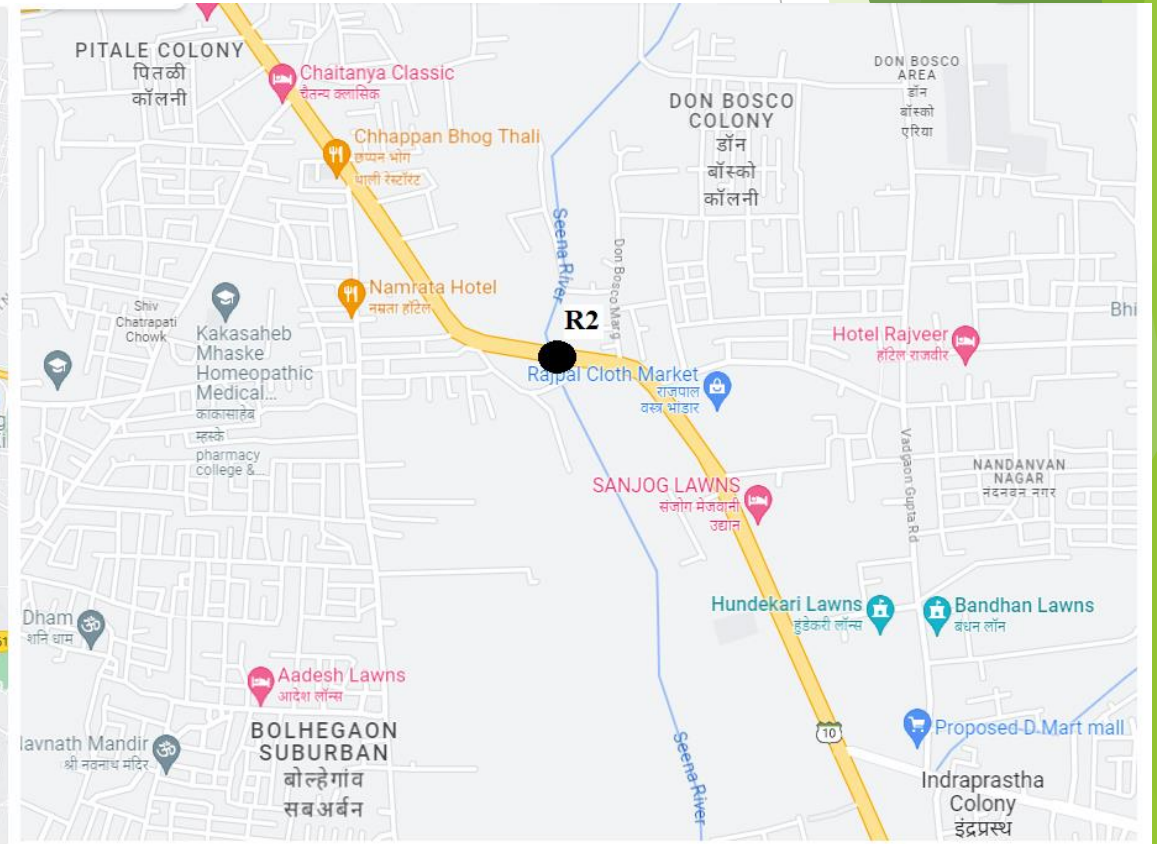 PITALE COLONY
पितळी
कॉलनी
Chaitanya Classic
चैतन्य क्लासिक
Chhappan Bhog Thali
छप्पन भोग
थाली रेस्टॉरंट
DON BOSCO
COLONY
डॉन
बॉस्को
कॉलनी
DON BOSCO
AREA
डॉन
बॉस्को
एरिया
Seena River
Don Bosco Marg
Namrata Hotel
नम्रता हॉटेल
Shiv
Chatrapati
Chowk
Kakasaheb
Mhaske
Homeopathic
Medical...
काकासाहेब
म्हस्के
pharmacy
college &...
R2
Rajpal Cloth Market
राजपाल
वस्त्र भांडार
Hotel Rajveer
हॉटेल राजवीर
Bhi
Vadgaon Gupta Rd
NANDANVAN
NAGAR
नंदनवन नगर
SANJOG LAWNS
संजोग मेजवानी
उद्यान
Hundekari Lawns
हुंडेकरी लॉन्स
Bandhan Lawns
बंधन लॉन
Dham
शनि धाम
Aadesh Lawns
आदेश लॉन्स
BOLHEGAON
SUBURBAN
बोल्हेगांव
सबअर्बन
lavnath Mandir
श्री नवनाथ मंदिर
Seena River
10
Proposed D Mart mall
Indraprastha
Colony
इंद्रप्रस्थ